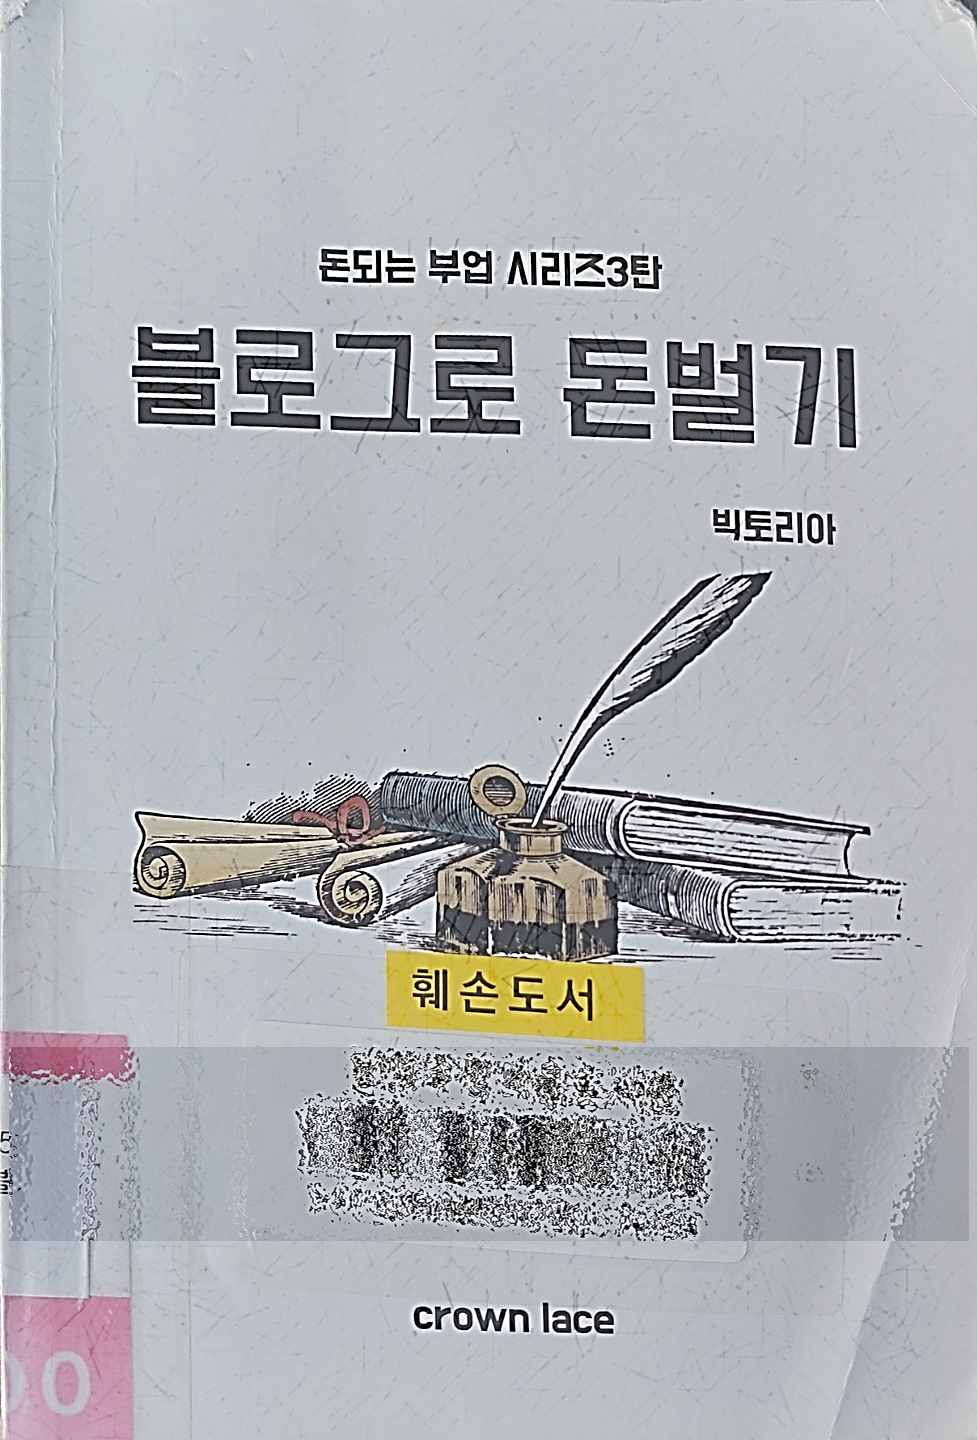 돈되는 부업 시리즈3탄
블로그로 돈벌기
빅토리아
훼손도서
crown lace
00